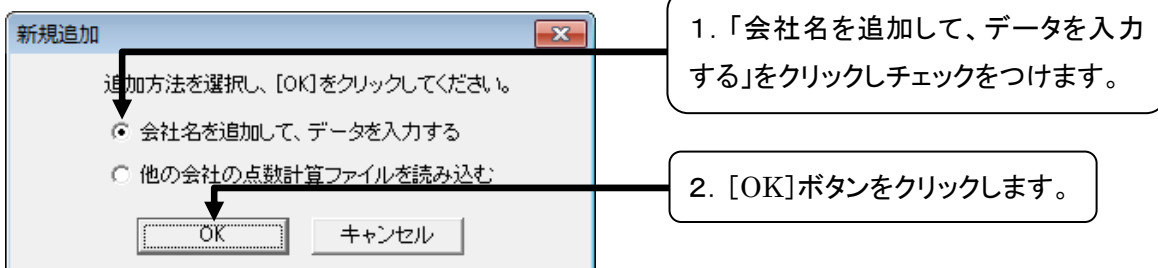 新規追加
追加方法を選択し、[OK]をクリックしてください。
会社名を追加して、データを入力する
他の会社の点数計算ファイルを読み込む
OK
キャンセル
１．「会社名を追加して、データを入力
する」をクリックしチェックをつけます。
２．[OK]ボタンをクリックします。